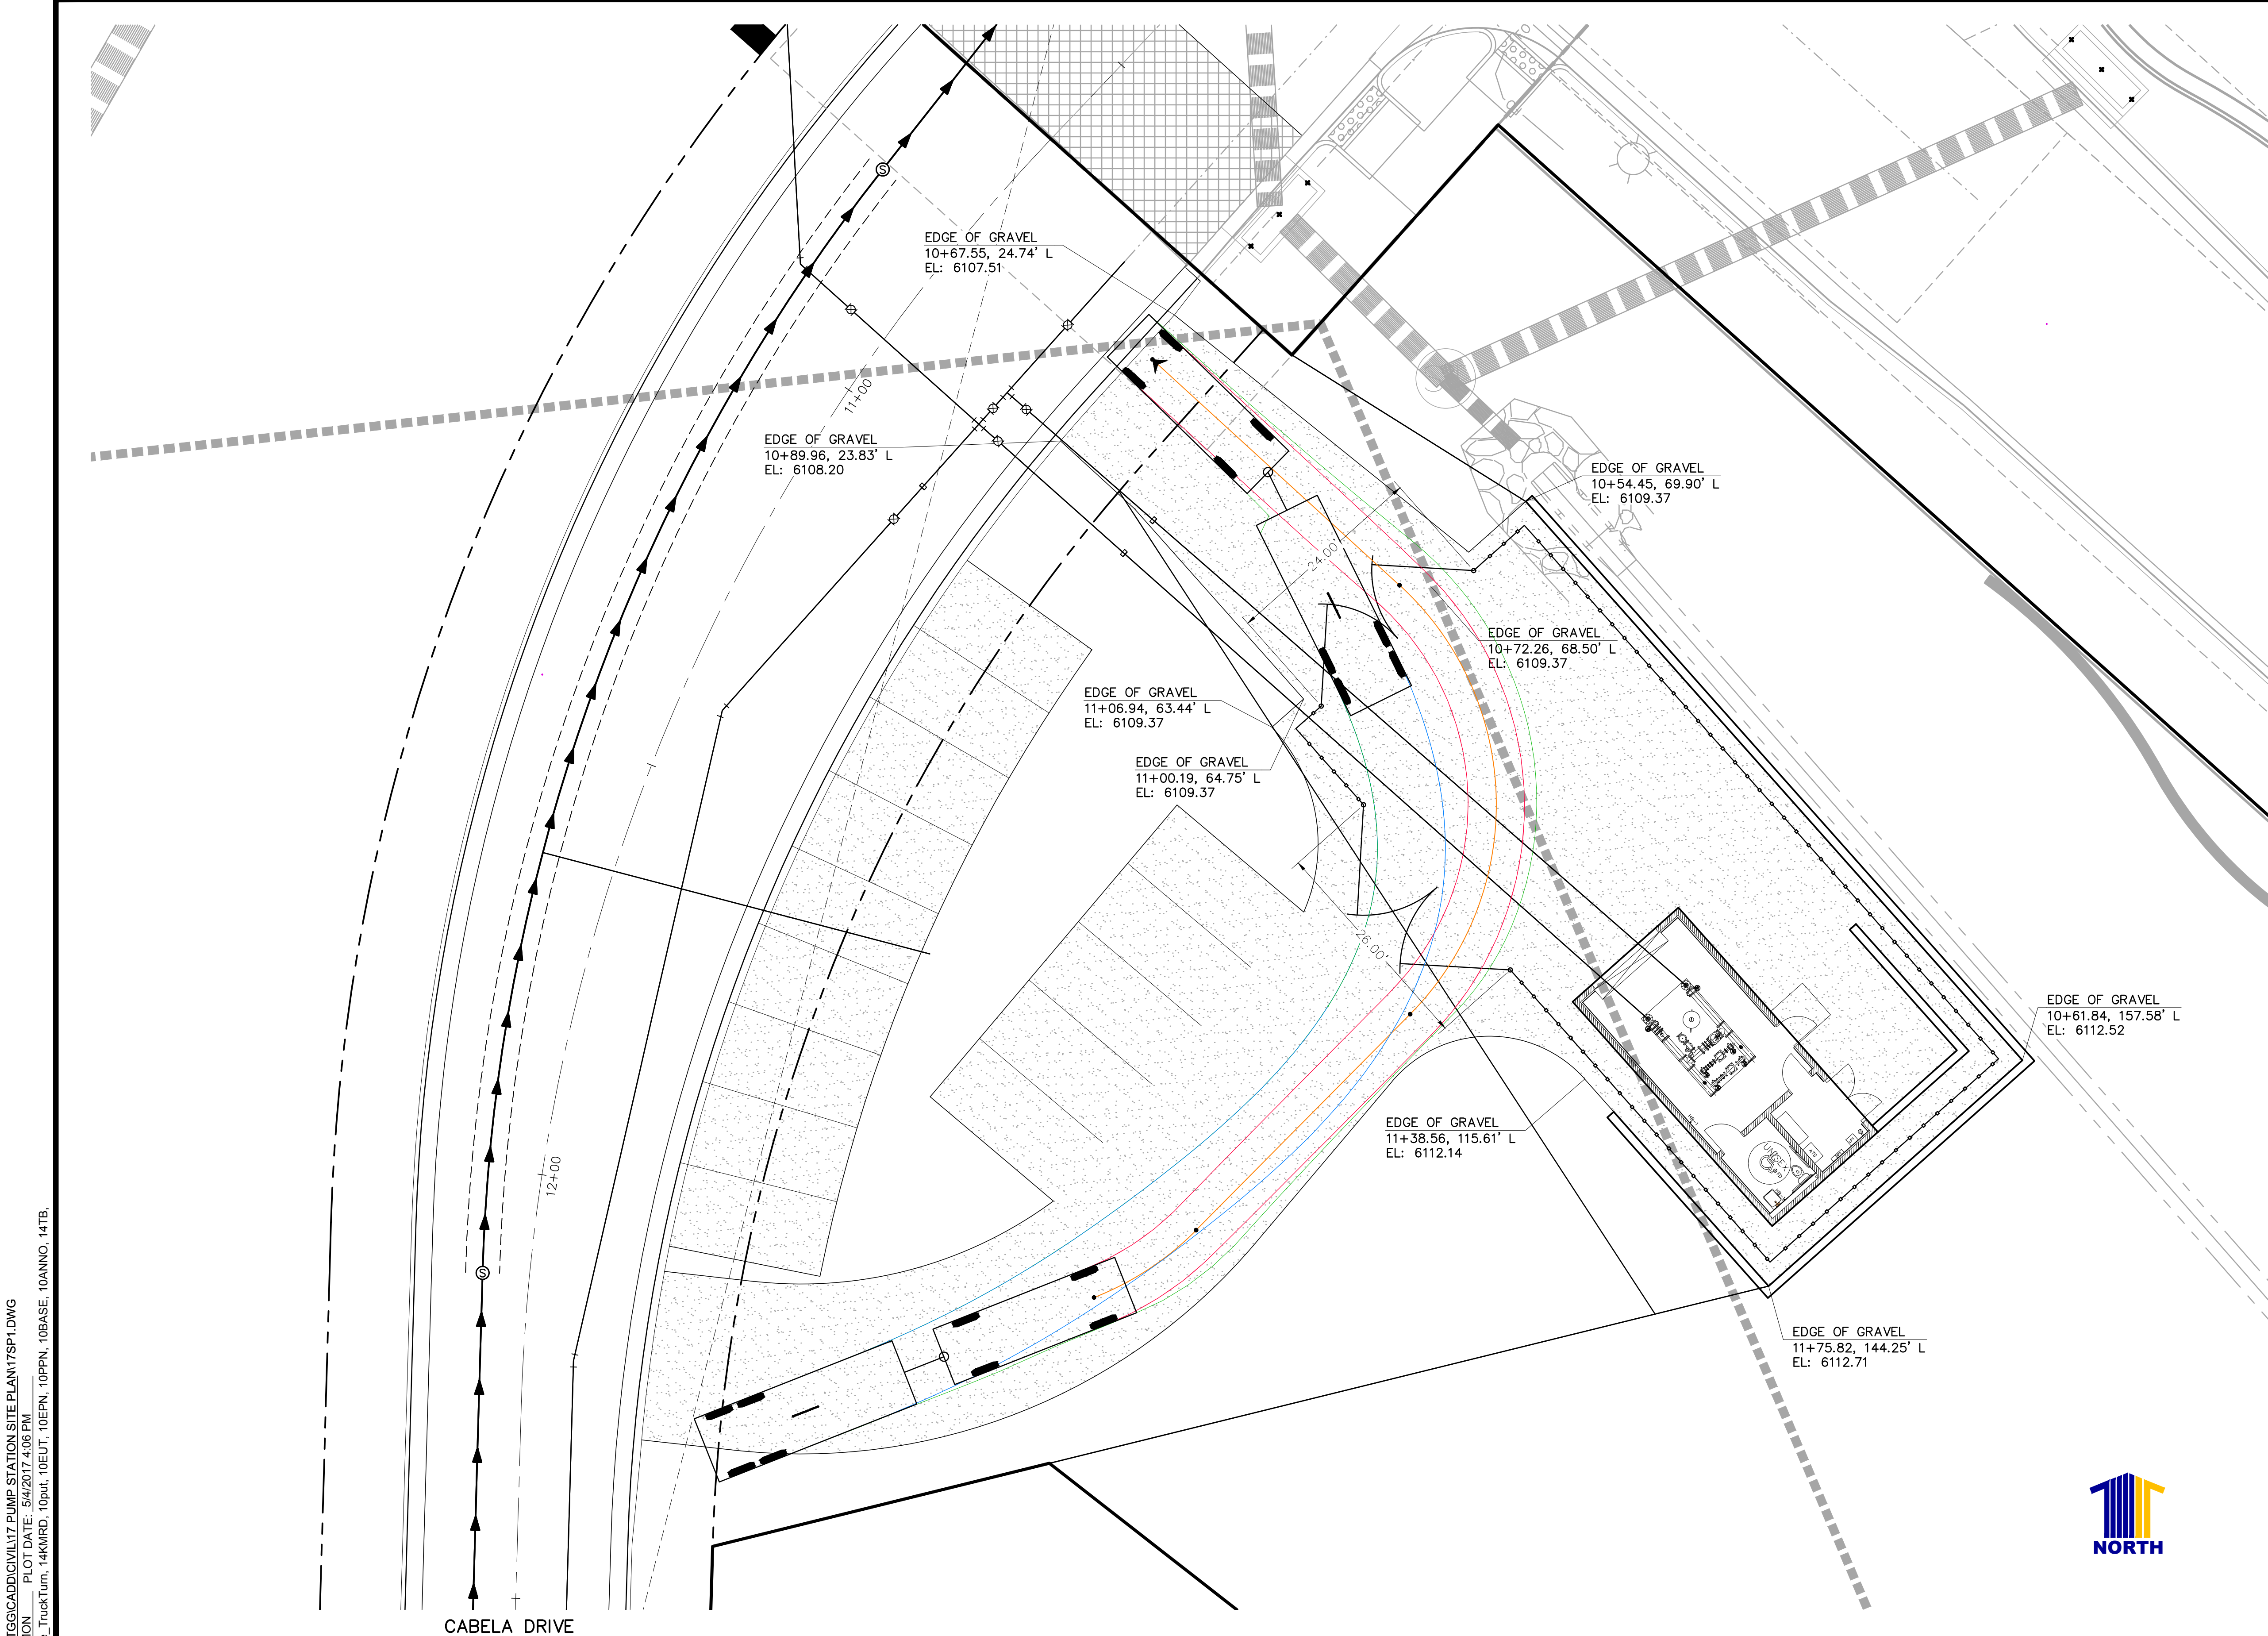 EDGE OF GRAVEL
10+67.55, 24.74' L
EL: 6107.51
11+00
EDGE OF GRAVEL
10+89.96, 23.83' L
EL: 6108.20
EDGE OF GRAVEL
10+54.45, 69.90' L
EL: 6109.37
24.00'
EDGE OF GRAVEL
10+72.26, 68.50' L
EL: 6109.37
EDGE OF GRAVEL
11+06.94, 63.44' L
EL: 6109.37
EDGE OF GRAVEL
11+00.19, 64.75' L
EL: 6109.37
26.00'
EDGE OF GRAVEL
10+61.84, 157.58' L
EL: 6112.52
EDGE OF GRAVEL
11+38.56, 115.61' L
EL: 6112.14
UNISEX
12+00
S
S
EDGE OF GRAVEL
11+75.82, 144.25' L
EL: 6112.71
NORTH
CABELA DRIVE
TGG\CADD\CIVIL\17 PUMP STATION SITE PLAN\17SP1.DWG
ION PLOT DATE: 5/4/2017 4:06 PM
_TruckTurn, 14KMRD, 10put, 10EUT, 10EPN, 10PPN, 10BASE, 10ANNO, 14TB,